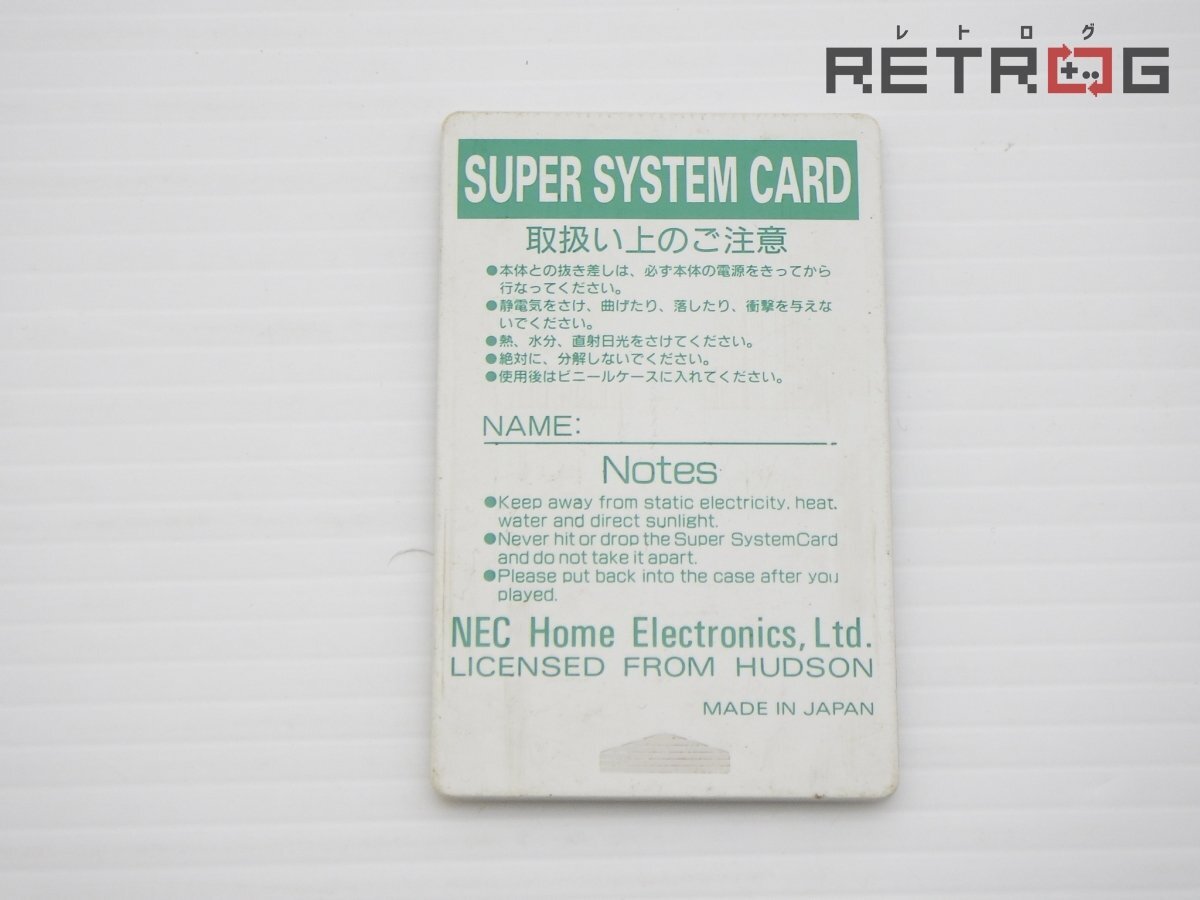 レトログ
RETROG
SUPER SYSTEM CARD
取扱い上のご注意
●本体との抜き差しは、必ず本体の電源をきってから
行なってください。
●静電気をさけ、曲げたり、落したり、衝撃を与えな
いでください。
●熱、水分、直射日光をさけてください。
●絶対に、分解しないでください。
●使用後はビニールケースに入れてください。
NAME:
Notes
●Keep away from static electricity, heat,
water and direct sunlight.
●Never hit or drop the Super SystemCard
and do not take it apart.
●Please put back into the case after you
played.
NEC Home Electronics, Ltd.
LICENSED FROM HUDSON
MADE IN JAPAN